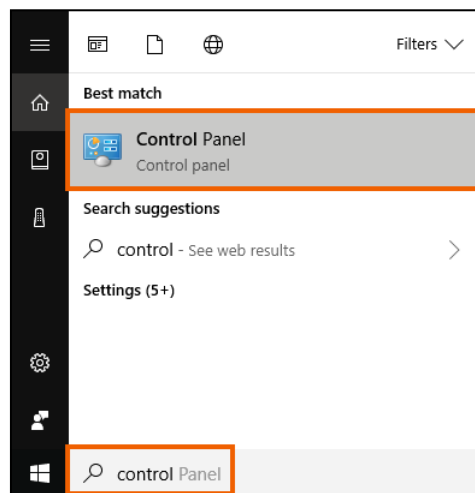 Filters
Best match
Control Panel
Control panel
Search suggestions
control - See web results
Settings (5+)
control Panel